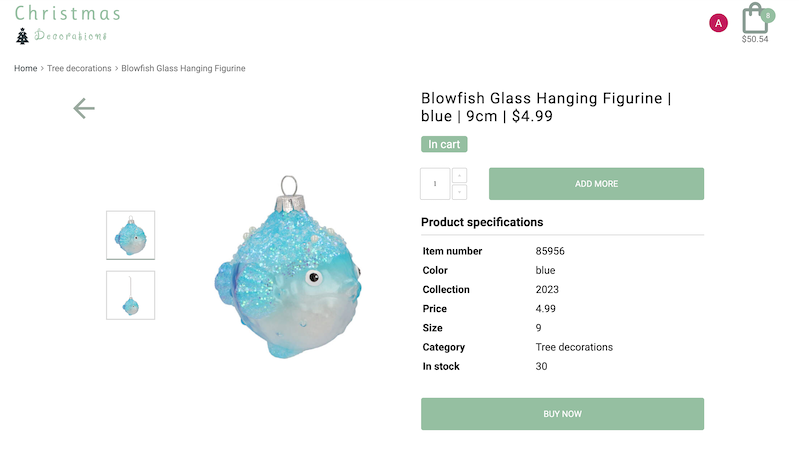 Christmas
Decorations
A
8
$50.54
Home > Tree decorations > Blowfish Glass Hanging Figurine
Blowfish Glass Hanging Figurine |
blue | 9cm | $4.99
In cart
1
ADD MORE
Product specifications
Item number 85956
Color blue
Collection 2023
Price 4.99
Size 9
Category Tree decorations
In stock 30
BUY NOW